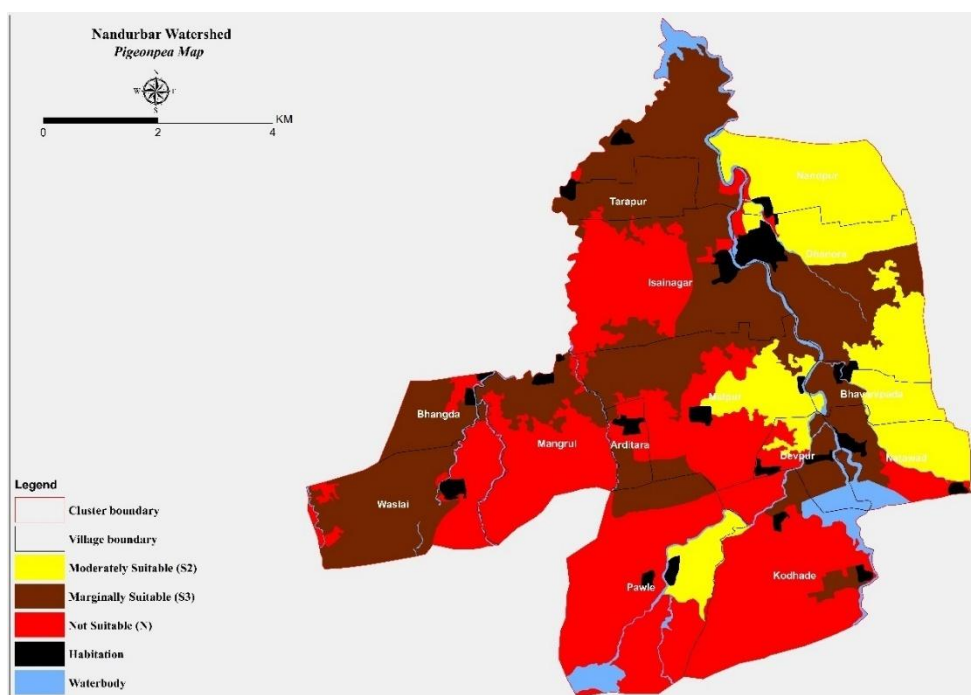 Nandurbar Watershed
Pigeonpea Map
N
W
S
KM
0 2 4
Tarapur
Isainagar
Bhangda
Mangrul
Arditara
Devpur
Waslai
Pawle
Kodhade
Legend
Cluster boundary
Village boundary
Moderately Suitable (S2)
Marginally Suitable (S3)
Not Suitable (N)
Habitation
Waterbody